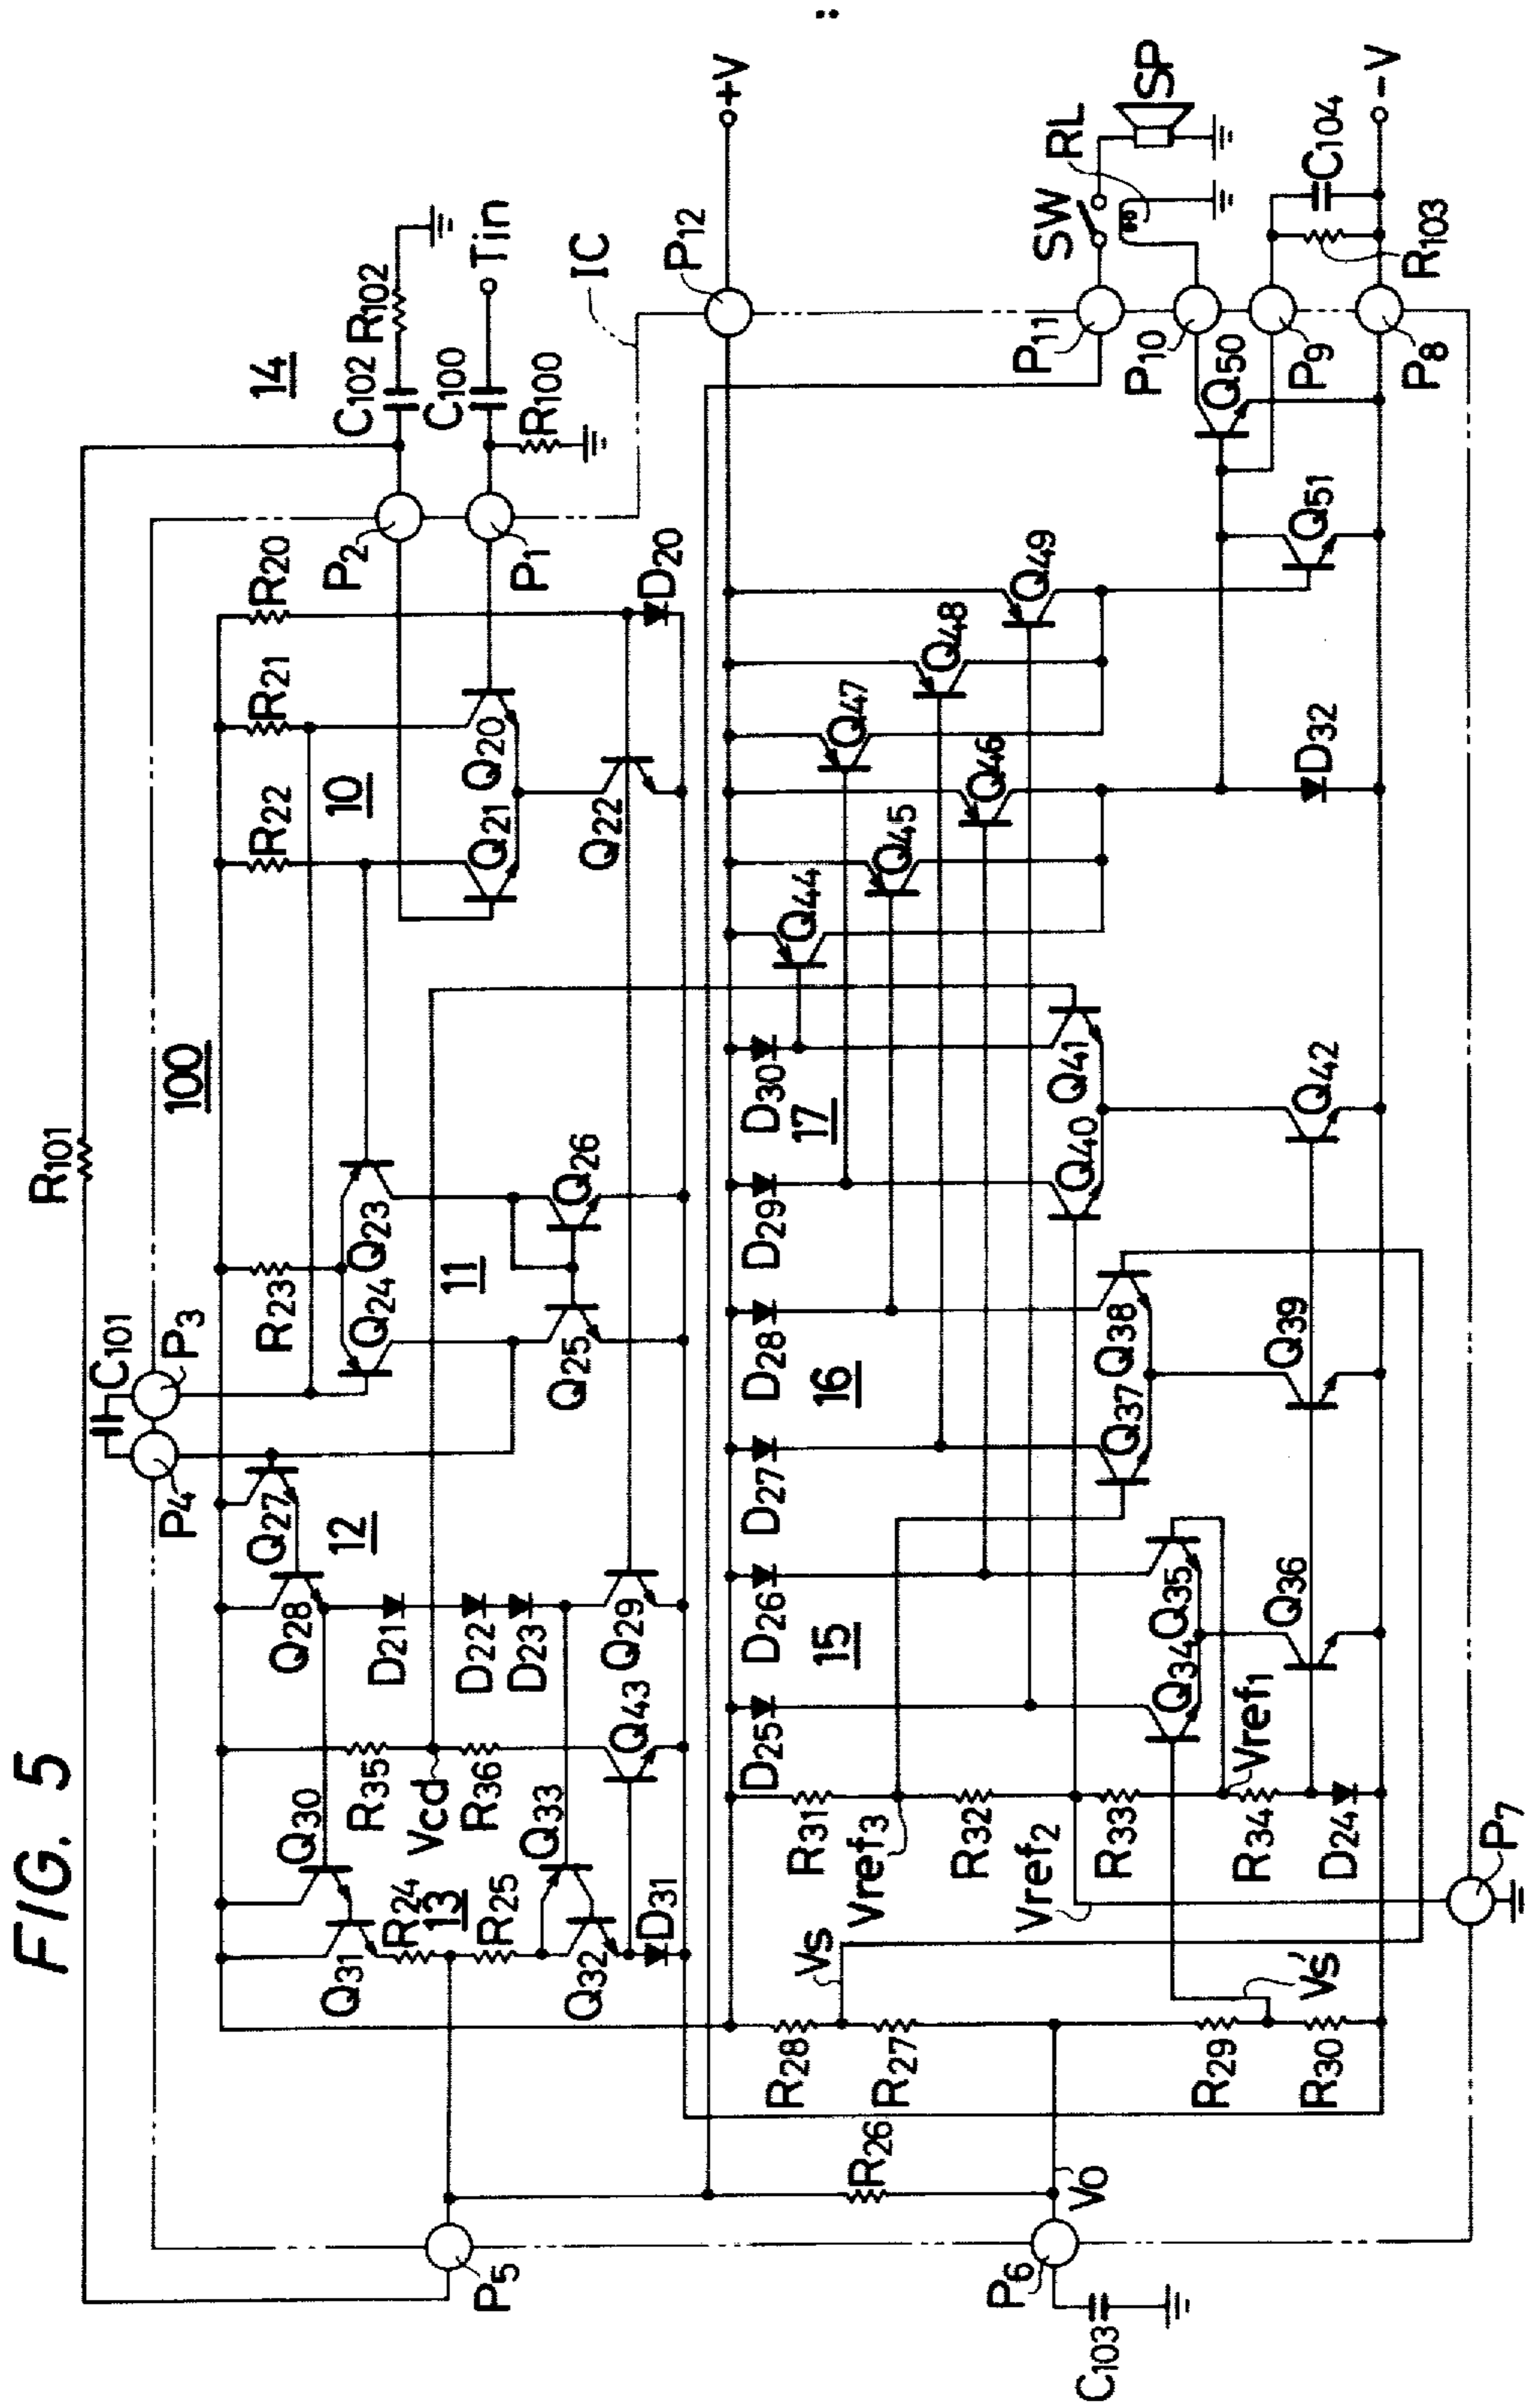 FIG. 5
R101
C101
P4
P3
100
14
C102
R102
C100
Tin
R100
IC
P2
P1
R20
R21
R22
10
Q21
Q20
Q22
D20
R23
Q24
Q23
11
Q25
Q26
Q27
12
Q28
D21
D22
D23
Q29
Q30
R35
Vcd
R36
Q43
Q31
R24
13
R25
Q33
Q32
D31
P12
+V
R28
Vs
R27
R26
Vo
R29
Vs'
R30
P5
P6
C103
R31
Vref3
R32
Vref2
R33
Vref1
R34
D24
P7
D25
D26
15
Q34
Q35
Q36
D27
D28
16
Q37
Q38
Q39
D29
D30
17
Q40
Q41
Q42
Q44
Q45
Q46
Q47
Q48
Q49
D32
Q51
Q50
P11
P10
P9
P8
SW
RL
SP
C104
R103
-V